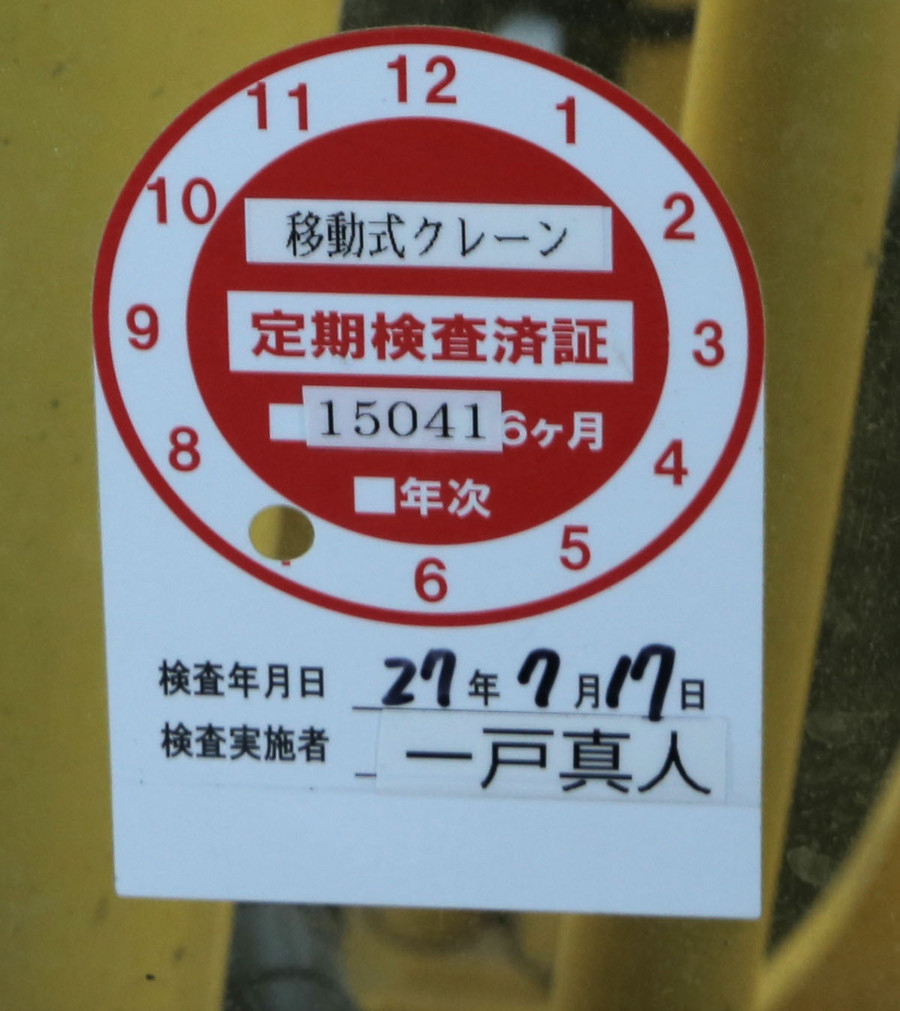 12
11
1
10
2
9
3
8
4
5
6
移動式クレーン
定期検査済証
15041 6ヶ月
年次
検査年月日 27年7月17日
検査実施者 一戸真人